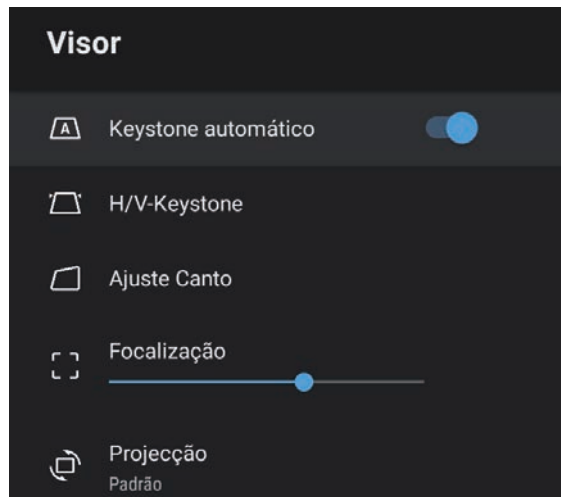 Visor
A
Keystone automático
H/V-Keystone
Ajuste Canto
Focalização
Projecção
Padrão